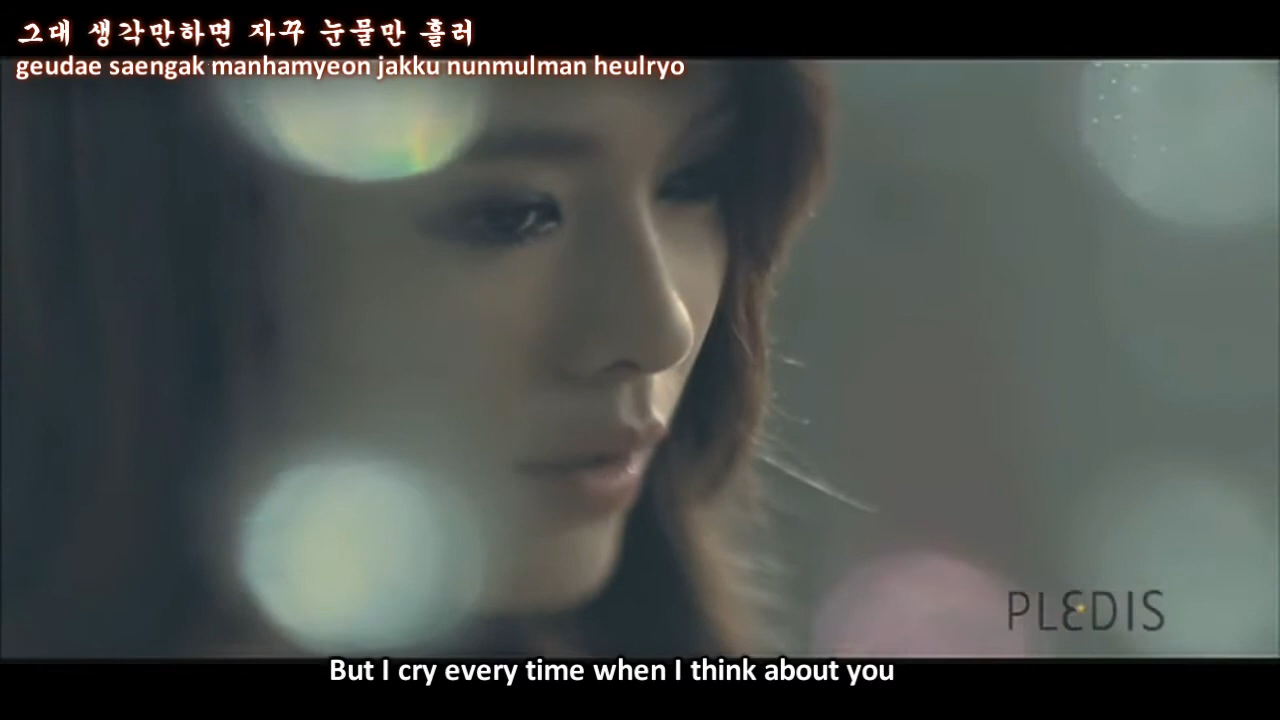 그대 생각만하면 자꾸 눈물만 흘러
geudae saengak manhamyeon jakku nunmulman heulryo
PLEDIS
But I cry every time when I think about you